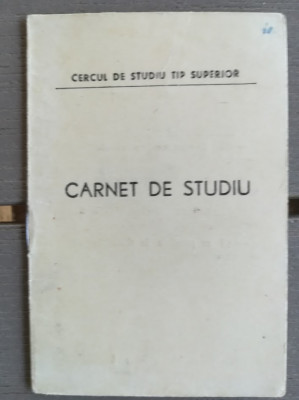 CERCUL DE STUDIU TIP SUPERIOR
CARNET DE STUDIU